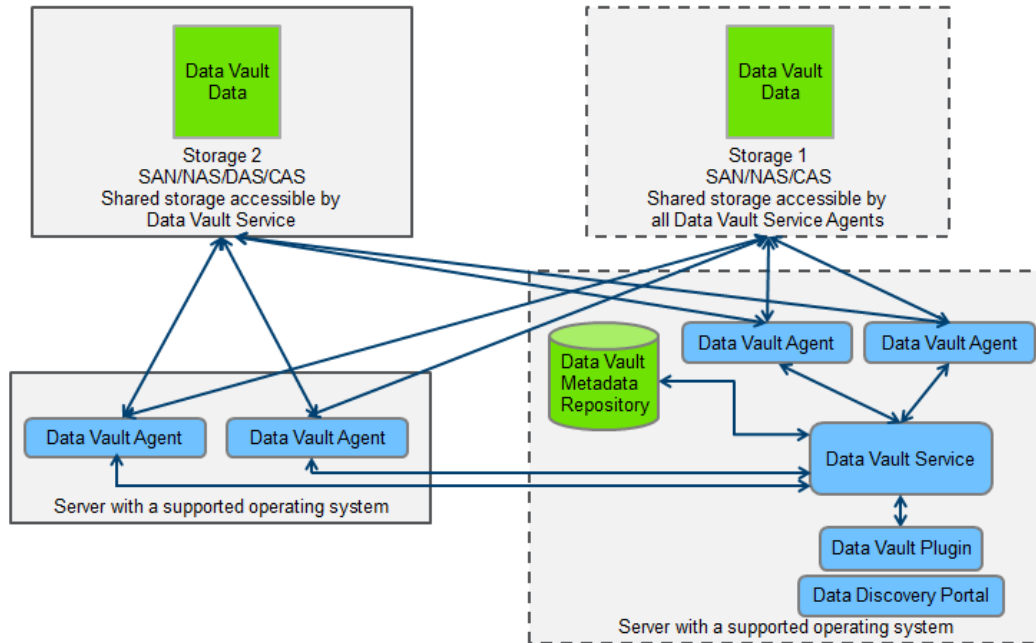 Data Vault
Data
Storage 2
SAN/NAS/DAS/CAS
Shared storage accessible by
Data Vault Service
Data Vault
Data
Storage 1
SAN/NAS/CAS
Shared storage accessible by
all Data Vault Service Agents
Data Vault Agent
Data Vault Agent
Data Vault
Metadata
Repository
Data Vault Agent
Data Vault Agent
Server with a supported operating system
Data Vault Service
Data Vault Plugin
Data Discovery Portal
Server with a supported operating system